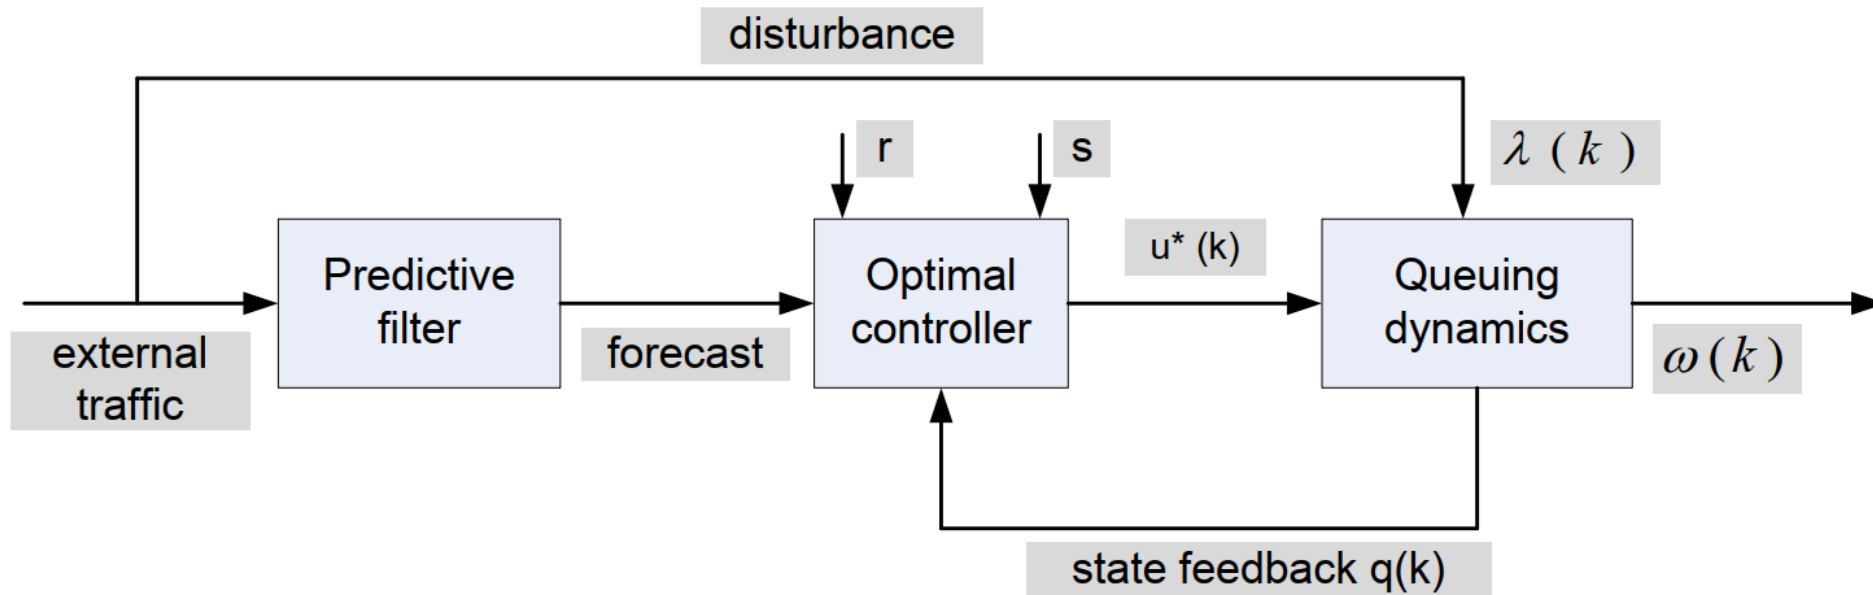 disturbance
r
s
λ (k)
Predictive
filter
Optimal
controller
u* (k)
Queuing
dynamics
external
traffic
forecast
ω(k)
state feedback q(k)